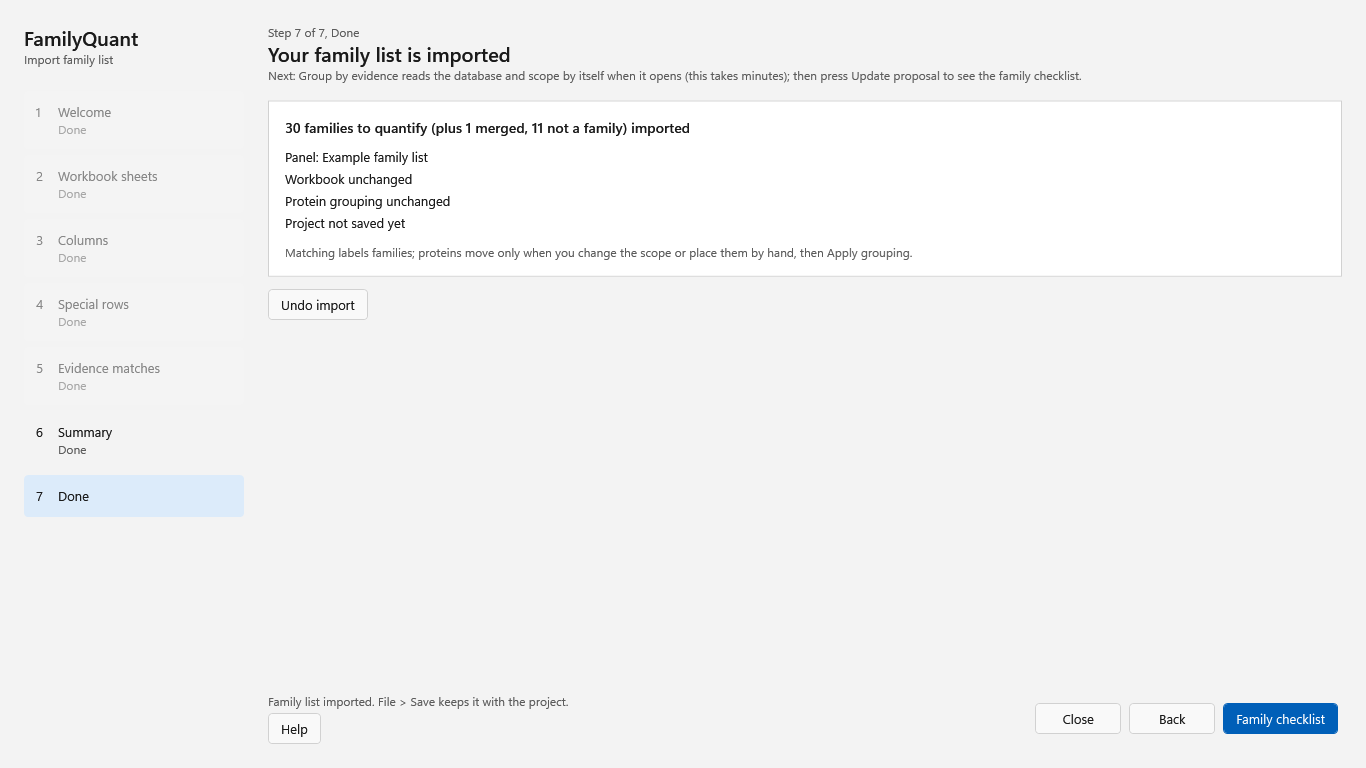 FamilyQuant
Import family list
1 Welcome
Done
2 Workbook sheets
Done
3 Columns
Done
4 Special rows
Done
5 Evidence matches
Done
6 Summary
Done
7 Done
Step 7 of 7, Done
Your family list is imported
Next: Group by evidence reads the database and scope by itself when it opens (this takes minutes); then press Update proposal to see the family checklist.
30 families to quantify (plus 1 merged, 11 not a family) imported
Panel: Example family list
Workbook unchanged
Protein grouping unchanged
Project not saved yet
Matching labels families; proteins move only when you change the scope or place them by hand, then Apply grouping.
Undo import
Family list imported. File > Save keeps it with the project.
Help
Close
Back
Family checklist